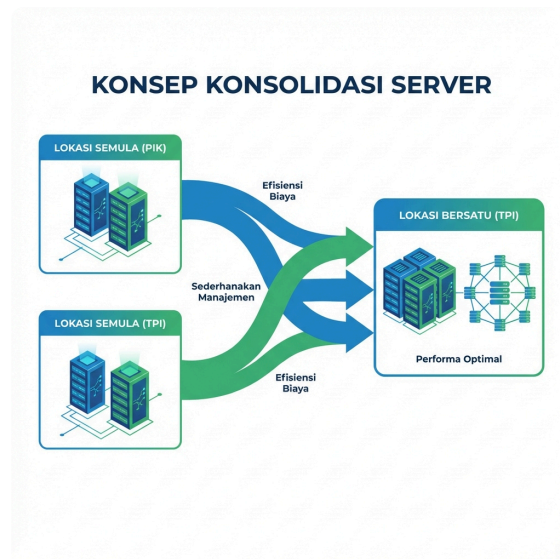 KONSEP KONSOLIDASI SERVER
LOKASI SEMULA (PIK)
Efisiensi
Biaya
LOKASI BERSATU (TPI)
Sederhanakan
Manajemen
LOKASI SEMULA (TPI)
Performa Optimal
Efisiensi
Biaya